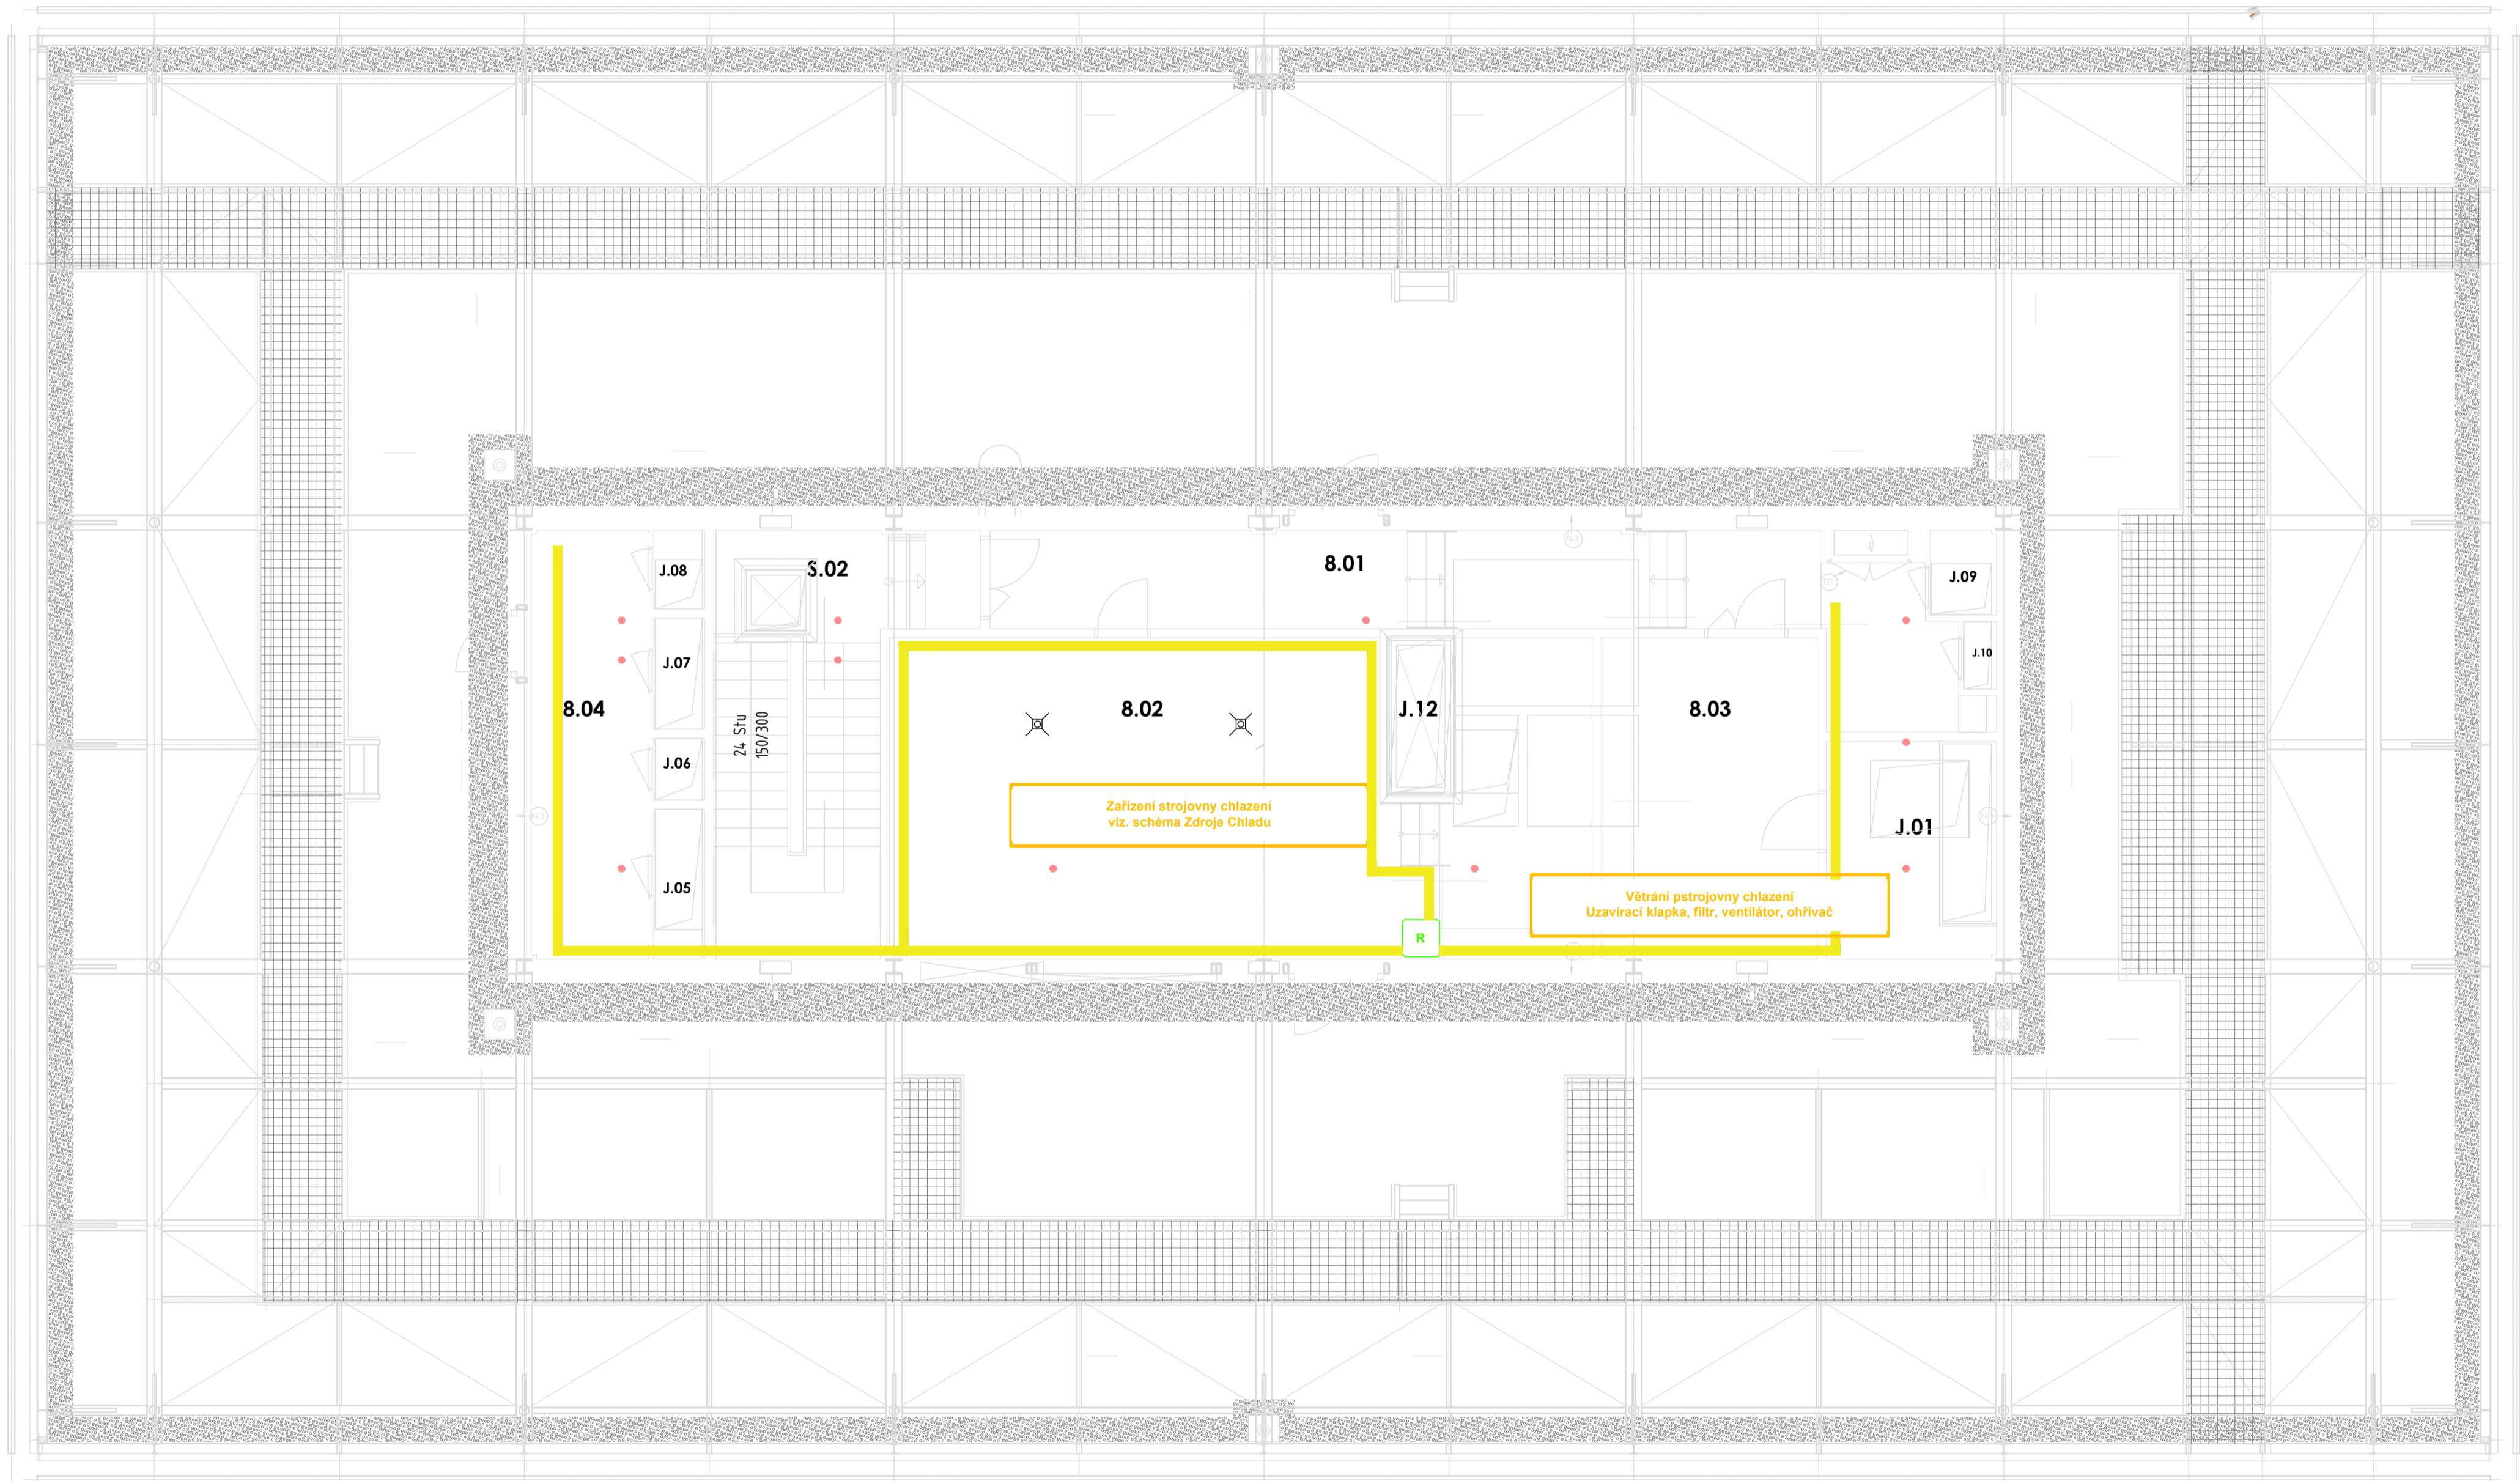 S.02
8.01
J.08
J.09
J.07
J.10
8.04
8.02
J.12
8.03
24 Stu
150/300
J.06
Zařízení strojovny chlazení
viz. schéma Zdroje Chladu
J.01
J.05
Větrání pstrojovny chlazení
Uzavírací klapka, filtr, ventilátor, ohřívač
R